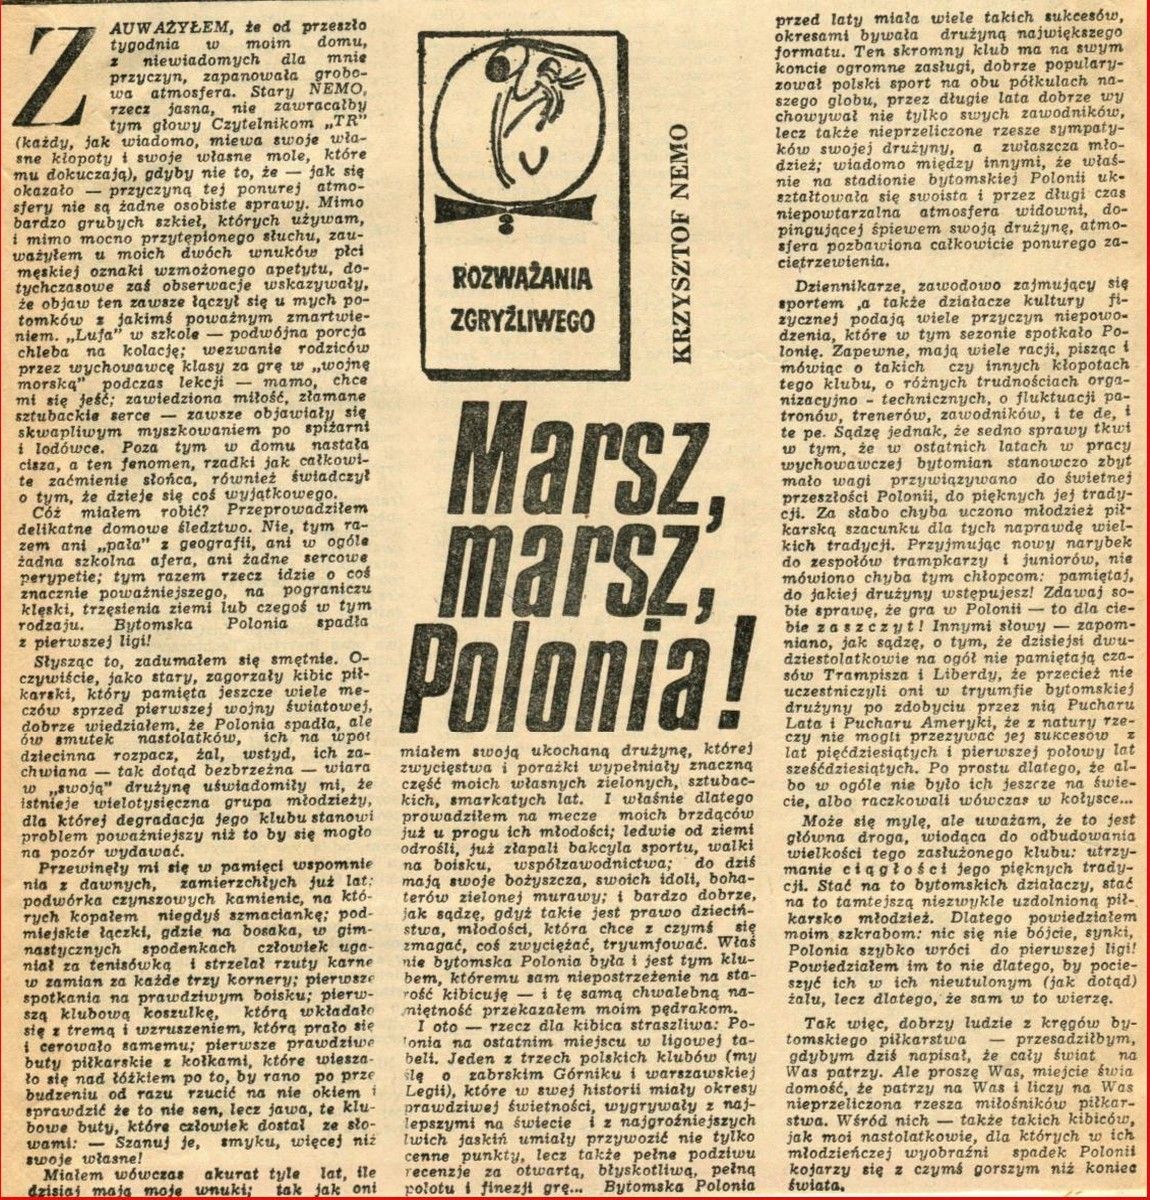 ZAUWAŻYŁEM, że od przeszło
tygodnia w moim domu,
z niewiadomych dla mnie
przyczyn, zapanowała grobo-
wa atmosfera. Stary NEMO,
rzecz jasna, nie zawracałby
tym głowy Czytelnikom „TR”
(każdy, jak wiadomo, miewa swoje wła-
sne kłopoty i swoje własne mole, które
mu dokuczają), gdyby nie to, że — jak się
okazało — przyczyną tej ponurej atmo-
sfery nie są żadne osobiste sprawy. Mimo
bardzo grubych szkieł, których używam,
i mimo mocno przytępionego słuchu, zau-
ważyłem u moich dwóch wnuków płci
męskiej oznaki wzmożonego apetytu, do-
tychczasowe zaś obserwacje wskazywały,
że objaw ten zawsze łączył się u mych po-
tomków z jakimś poważnym zmartwie-
niem. „Luja” w szkole — podwójna porcja
chleba na kolację; wezwanie rodziców
przez wychowawcę klasy za grę w „wojnę
morską” podczas lekcji — mamo, chce
mi się jeść; zawiedziona miłość, złamane
sztubackie serce — zawsze objawiały się
skwapliwym myszkowaniem po spiżarni
i lodówce. Poza tym w domu nastała
cisza, a ten fenomen, rzadki jak całkowi-
te zaćmienie słońca, również świadczył
o tym, że dzieje się coś wyjątkowego.
Cóż miałem robić? Przeprowadziłem
delikatne domowe śledztwo. Nie, tym ra-
zem ani „pała” z geografii, ani w ogóle
żadna szkolna afera, ani żadne sercowe
perypetie; tym razem rzecz idzie o coś
znacznie poważniejszego, na pograniczu
klęski, trzęsienia ziemi lub czegoś w tym
rodzaju. Bytomska Polonia spadła
z pierwszej ligi!
Słysząc to, zadumałem się smętnie. O-
czywiście, jako stary, zagorzały kibic pił-
karski, który pamięta jeszcze wiele me-
czów sprzed pierwszej wojny światowej,
dobrze wiedziałem, że Polonia spadła, ale
ów smutek nastolatków, ich na wpół
dziecinna rozpacz, żal, wstyd, ich za-
chwiana — tak dotąd bezbrzeżna — wiara
w „swoją” drużynę uświadomiły mi, że
istnieje wielotysięczna grupa młodzieży,
dla której degradacja jego klubu stanowi
problem poważniejszy niż to by się mogło
na pozór wydawać.
Przewinęły mi się w pamięci wspomnie
nia z dawnych, zamierzchłych już lat:
podwórka czynszowych kamienic, na któ-
rych kopałem niegdyś szmaciankę; pod-
miejskie łączki, gdzie na bosaka, w gim-
nastycznych spodenkach człowiek uga-
niał za tenisówką i strzelał rzuty karne
w zamian za każde trzy kornery; pierwsze
spotkania na prawdziwym boisku; pierw-
szą klubową koszulkę, którą wkładało
się z tremą i wzruszeniem, którą prało się
i cerowało samemu; pierwsze prawdziwe
buty piłkarskie z kołkami, które wiesza-
ło się nad łóżkiem po to, by rano po prze
budzeniu od razu rzucić na nie okiem i
sprawdzić że to nie sen, lecz jawa, te klu-
bowe buty, które człowiek dostał ze sło-
wami: — Szanuj je, smyku, więcej niż
swoje własne!
Miałem wówczas akurat tyle lat, ile
dzisiaj mają moje wnuki; tak jak oni
ROZWAŻANIA
ZGRYŹLIWEGO
KRZYSZTOF NEMO
Marsz,
marsz,
Polonia!
miałem swoją ukochaną drużynę, której
zwycięstwa i porażki wypełniały znaczną
część moich własnych zielonych, sztubac-
kich, smarkatych lat. I właśnie dlatego
prowadziłem na mecze moich brzdąców
już u progu ich młodości; ledwie od ziemi
odrośli, już złapali bakcyla sportu, walki
na boisku, współzawodnictwa; do dziś
mają swoje bożyszcza, swoich idoli, boha-
terów zielonej murawy; i bardzo dobrze,
jak sądzę, gdyż takie jest prawo dzieciń-
stwa, młodości, która chce z czymś się
zmagać, coś zwyciężać, tryumfować. Właś
nie bytomska Polonia była i jest tym klu-
bem, któremu sam niepostrzeżenie na sta-
rość kibicuję — i tę samą chwalebną na-
miętność przekazałem moim pędrakom.
I oto — rzecz dla kibica straszliwa: Po-
lonia na ostatnim miejscu w ligowej ta-
beli. Jeden z trzech polskich klubów (my
ślę o zabrskim Górniku i warszawskiej
Legii), które w swej historii miały okresy
prawdziwej świetności, wygrywały z naj-
lepszymi na świecie i z najgroźniejszych
lwich jaskiń umiały przywozić nie tylko
cenne punkty, lecz także pełne podziwu
recenzje za otwartą, błyskotliwą, pełną
polotu i finezji grę... Bytomska Polonia
przed laty miała wiele takich sukcesów,
okresami bywała drużyną największego
formatu. Ten skromny klub ma na swym
koncie ogromne zasługi, dobrze populary-
zował polski sport na obu półkulach na-
szego globu, przez długie lata dobrze wy
chowywał nie tylko swych zawodników,
lecz także nieprzeliczone rzesze sympaty-
ków swojej drużyny, a zwłaszcza mło-
dzież; wiadomo między innymi, że właś-
nie na stadionie bytomskiej Polonii uk-
ształtowała się swoista i przez długi czas
niepowtarzalna atmosfera widowni, do-
pingującej śpiewem swoją drużynę, atmo-
sfera pozbawiona całkowicie ponurego za-
cietrzewienia.
Dziennikarze, zawodowo zajmujący się
sportem ,a także działacze kultury fi-
zycznej podają wiele przyczyn niepowo-
dzenia, które w tym sezonie spotkało Po-
lonię. Zapewne, mają wiele racji, pisząc i
mówiąc o takich czy innych kłopotach
tego klubu, o różnych trudnościach orga-
nizacyjno - technicznych, o fluktuacji pa-
tronów, trenerów, zawodników, i te de, i
te pe. Sądzę jednak, że sedno sprawy tkwi
w tym, że w ostatnich latach w pracy
wychowawczej bytomian stanowczo zbyt
mało wagi przywiązywano do świetnej
przeszłości Polonii, do pięknych jej trady-
cji. Za słabo chyba uczono młodzież pił-
karską szacunku dla tych naprawdę wiel-
kich tradycji. Przyjmując nowy narybek
do zespołów trampkarzy i juniorów, nie
mówiono chyba tym chłopcom: pamiętaj,
do jakiej drużyny wstępujesz! Zdawaj so-
bie sprawę, że gra w Polonii — to dla cie-
bie zaszczyt! Innymi słowy — zapom-
niano, jak sądzę, o tym, że dzisiejsi dwu-
dziestolatkowie na ogół nie pamiętają cza-
sów Trampisza i Liberdy, że przecież nie
uczestniczyli oni w tryumfie bytomskiej
drużyny po zdobyciu przez nią Pucharu
Lata i Pucharu Ameryki, że z natury rze-
czy nie mogli przeżywać jej sukcesów z
lat pięćdziesiątych i pierwszej połowy lat
sześćdziesiątych. Po prostu dlatego, że al-
bo w ogóle nie było ich jeszcze na świe-
cie, albo raczkowali wówczas w kołysce...
Może się mylę, ale uważam, że to jest
główna droga, wiodąca do odbudowania
wielkości tego zasłużonego klubu: utrzy-
manie ciągłości jego pięknych trady-
cji. Stać na to bytomskich działaczy, stać
na to tamtejszą niezwykle uzdolnioną pił-
karsko młodzież. Dlatego powiedziałem
moim szkrabom: nic się nie bójcie, synki,
Polonia szybko wróci do pierwszej ligi!
Powiedziałem im to nie dlatego, by pocie-
szyć ich w ich nieutulonym (jak dotąd)
żalu, lecz dlatego, że sam w to wierzę.
Tak więc, dobrzy ludzie z kręgów by-
tomskiego piłkarstwa — przesadziłbym,
gdybym dziś napisał, że cały świat na
Was patrzy. Ale proszę Was, miejcie świa
domość, że patrzy na Was i liczy na Was
nieprzeliczona rzesza miłośników piłkar-
stwa. Wśród nich — także takich kibiców,
jak moi nastolatkowie, dla których w ich
młodzieńczej wyobraźni spadek Polonii
kojarzy się z czymś gorszym niż koniec
świata.